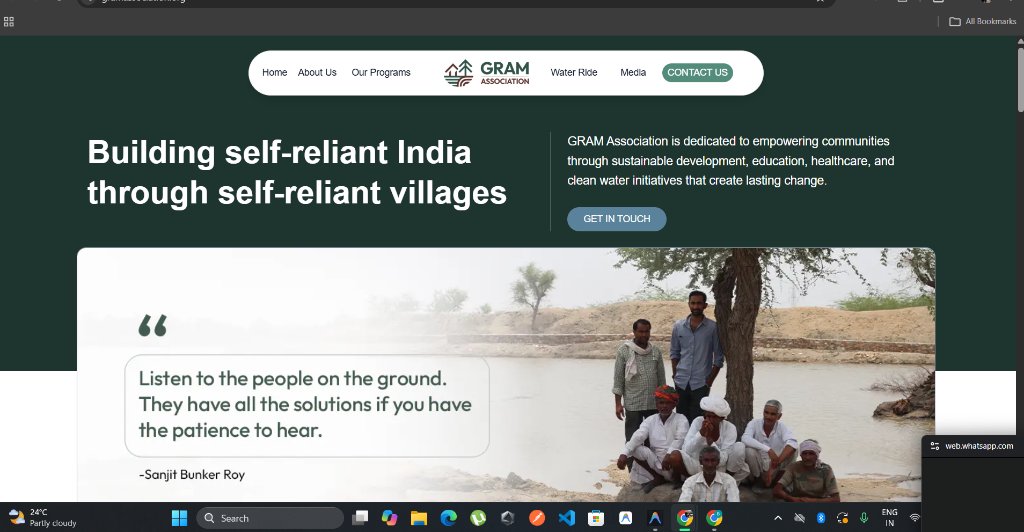 All Bookmarks
Home About Us Our Programs GRAM ASSOCIATION Water Ride Media CONTACT US
Building self-reliant India
through self-reliant villages
GRAM Association is dedicated to empowering communities
through sustainable development, education, healthcare, and
clean water initiatives that create lasting change.
GET IN TOUCH
Listen to the people on the ground.
They have all the solutions if you have
the patience to hear.
-Sanjit Bunker Roy
web.whatsapp.com
24°C
Partly cloudy
Search
ENG
IN